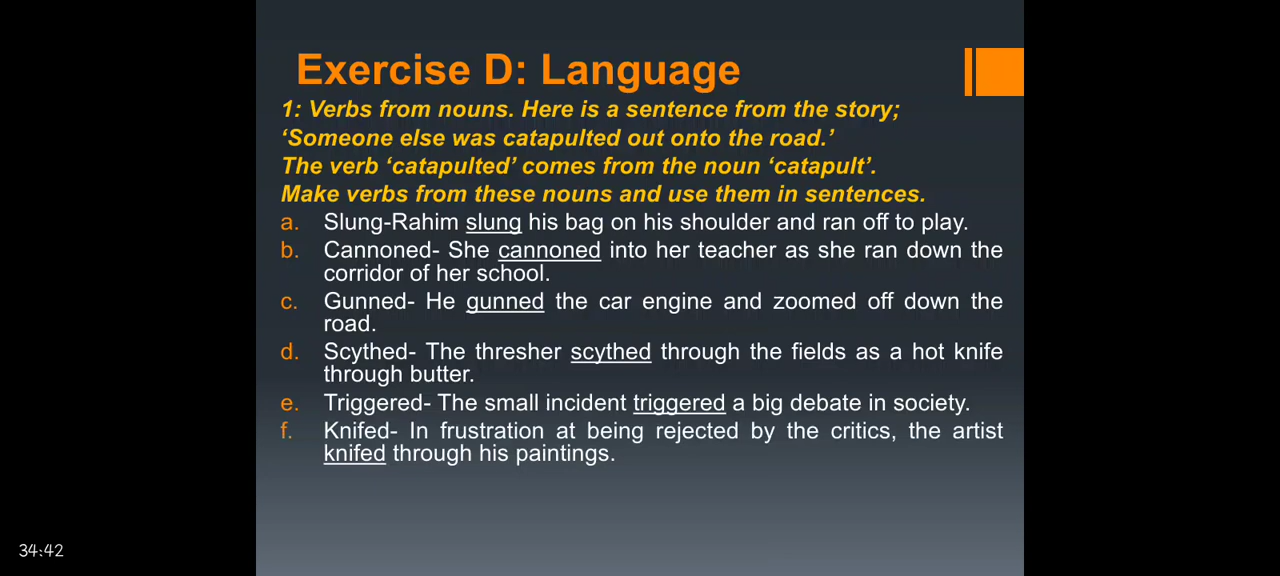 Exercise D: Language
1: Verbs from nouns. Here is a sentence from the story;
‘Someone else was catapulted out onto the road.’
The verb ‘catapulted’ comes from the noun ‘catapult’.
Make verbs from these nouns and use them in sentences.
a. Slung-Rahim slung his bag on his shoulder and ran off to play.
b. Cannoned- She cannoned into her teacher as she ran down the
corridor of her school.
c. Gunned- He gunned the car engine and zoomed off down the
road.
d. Scythed- The thresher scythed through the fields as a hot knife
through butter.
e. Triggered- The small incident triggered a big debate in society.
f. Knifed- In frustration at being rejected by the critics, the artist
knifed through his paintings.
34:42